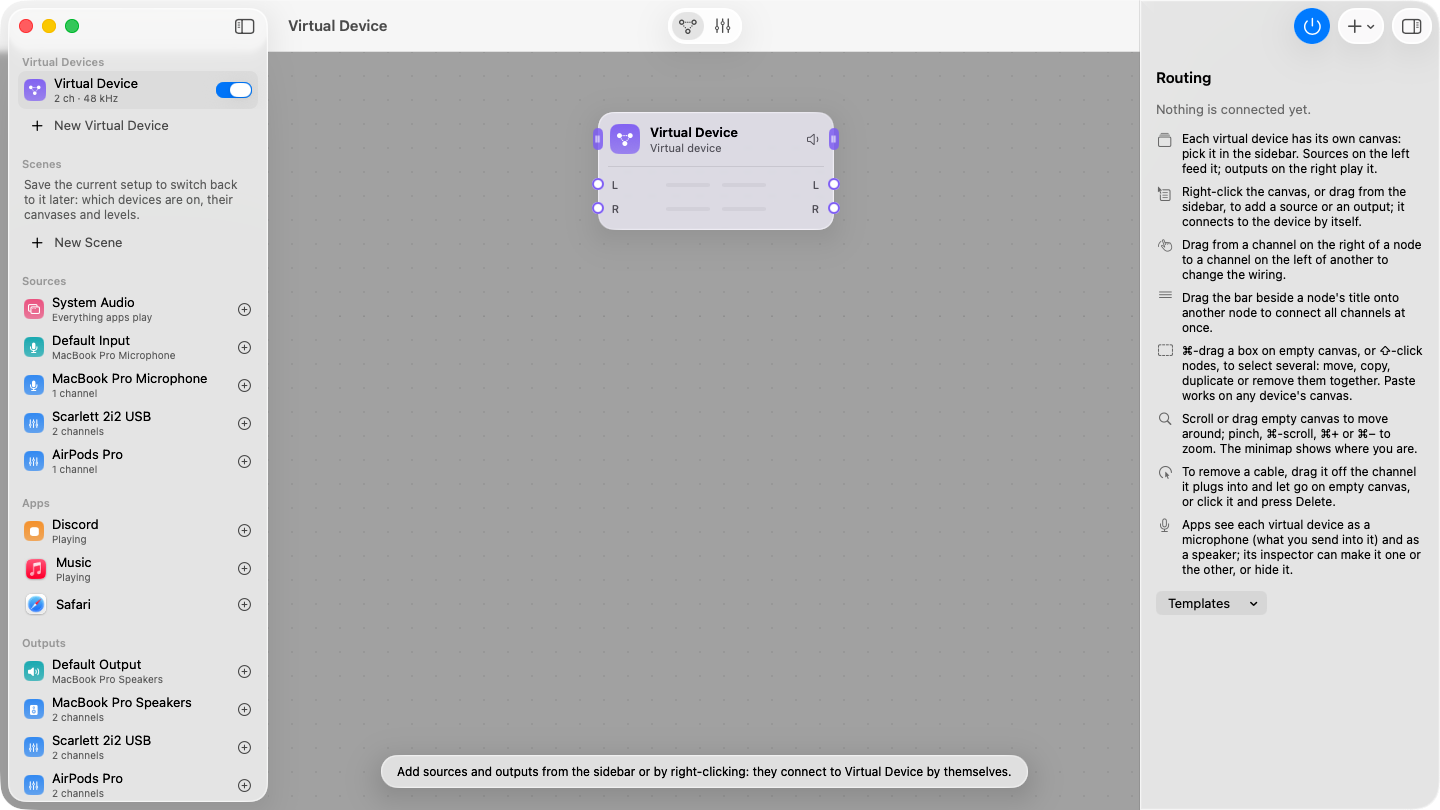 Virtual Device
Virtual Devices
Virtual Device
2 ch · 48 kHz
New Virtual Device
Scenes
Save the current setup to switch back
to it later: which devices are on, their
canvases and levels.
New Scene
Sources
System Audio
Everything apps play
Default Input
MacBook Pro Microphone
MacBook Pro Microphone
1 channel
Scarlett 2i2 USB
2 channels
AirPods Pro
1 channel
Apps
Discord
Playing
Music
Playing
Safari
Outputs
Default Output
MacBook Pro Speakers
MacBook Pro Speakers
2 channels
Scarlett 2i2 USB
2 channels
AirPods Pro
2 channels
Virtual Device
Virtual device
L L
R R
Add sources and outputs from the sidebar or by right-clicking: they connect to Virtual Device by themselves.
Routing
Nothing is connected yet.
Each virtual device has its own canvas:
pick it in the sidebar. Sources on the left
feed it; outputs on the right play it.
Right-click the canvas, or drag from the
sidebar, to add a source or an output; it
connects to the device by itself.
Drag from a channel on the right of a node
to a channel on the left of another to
change the wiring.
Drag the bar beside a node's title onto
another node to connect all channels at
once.
⌘-drag a box on empty canvas, or ⇧-click
nodes, to select several: move, copy,
duplicate or remove them together. Paste
works on any device's canvas.
Scroll or drag empty canvas to move
around; pinch, ⌘-scroll, ⌘+ or ⌘− to
zoom. The minimap shows where you are.
To remove a cable, drag it off the channel
it plugs into and let go on empty canvas,
or click it and press Delete.
Apps see each virtual device as a
microphone (what you send into it) and as
a speaker; its inspector can make it one or
the other, or hide it.
Templates